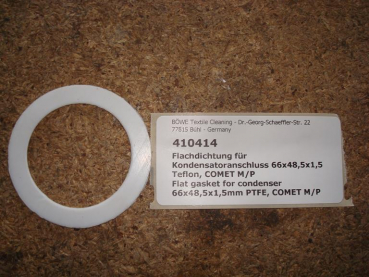 BÖWE Textile Cleaning - Dr.-Georg-Schaeffler-Str. 22
77815 Bühl - Germany
410414
Flachdichtung für
Kondensatoranschluss 66x48,5x1,5
Teflon, COMET M/P
Flat gasket for condenser
66x48,5x1,5mm PTFE, COMET M/P